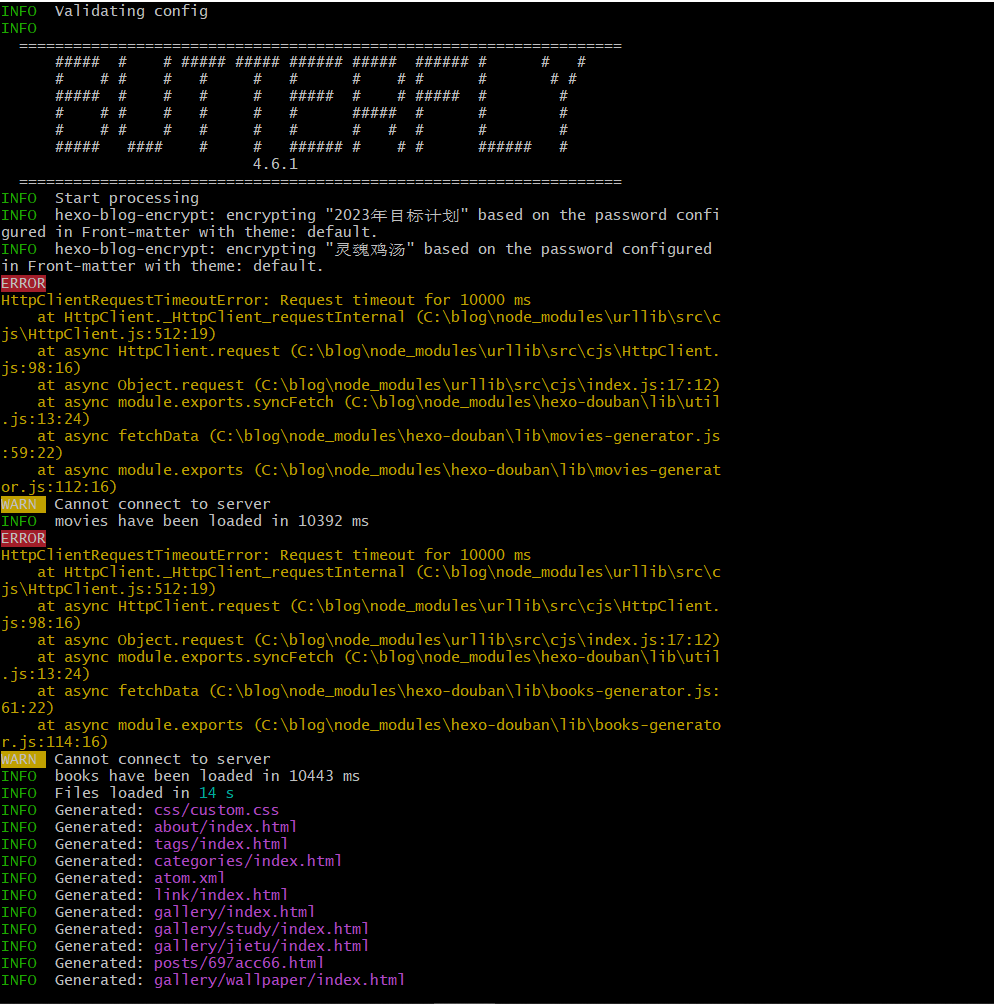 INFO  Validating config
INFO
  ===================================================================
      #####  #    # ##### ##### ###### #####  ###### #      #   #
      #    # #    #   #     #   #      #    # #      #       # #
      #####  #    #   #     #   #####  #    # #####  #        #
      #    # #    #   #     #   #      #####  #      #        #
      #    # #    #   #     #   #      #   #  #      #        #
      #####   ####    #     #   ###### #    # #      ######   #
                            4.6.1
  ===================================================================
INFO  Start processing
INFO  hexo-blog-encrypt: encrypting "2023年目标计划" based on the password confi
gured in Front-matter with theme: default.
INFO  hexo-blog-encrypt: encrypting "灵魂鸡汤" based on the password configured
in Front-matter with theme: default.
ERROR
HttpClientRequestTimeoutError: Request timeout for 10000 ms
    at HttpClient._HttpClient_requestInternal (C:\blog\node_modules\urllib\src\c
js\HttpClient.js:512:19)
    at async HttpClient.request (C:\blog\node_modules\urllib\src\cjs\HttpClient.
js:98:16)
    at async Object.request (C:\blog\node_modules\urllib\src\cjs\index.js:17:12)
    at async module.exports.syncFetch (C:\blog\node_modules\hexo-douban\lib\util
.js:13:24)
    at async fetchData (C:\blog\node_modules\hexo-douban\lib\movies-generator.js
:59:22)
    at async module.exports (C:\blog\node_modules\hexo-douban\lib\movies-generat
or.js:112:16)
WARN  Cannot connect to server
INFO  movies have been loaded in 10392 ms
ERROR
HttpClientRequestTimeoutError: Request timeout for 10000 ms
    at HttpClient._HttpClient_requestInternal (C:\blog\node_modules\urllib\src\c
js\HttpClient.js:512:19)
    at async HttpClient.request (C:\blog\node_modules\urllib\src\cjs\HttpClient.
js:98:16)
    at async Object.request (C:\blog\node_modules\urllib\src\cjs\index.js:17:12)
    at async module.exports.syncFetch (C:\blog\node_modules\hexo-douban\lib\util
.js:13:24)
    at async fetchData (C:\blog\node_modules\hexo-douban\lib\books-generator.js:
61:22)
    at async module.exports (C:\blog\node_modules\hexo-douban\lib\books-generato
r.js:114:16)
WARN  Cannot connect to server
INFO  books have been loaded in 10443 ms
INFO  Files loaded in 14 s
INFO  Generated: css/custom.css
INFO  Generated: about/index.html
INFO  Generated: tags/index.html
INFO  Generated: categories/index.html
INFO  Generated: atom.xml
INFO  Generated: link/index.html
INFO  Generated: gallery/index.html
INFO  Generated: gallery/study/index.html
INFO  Generated: gallery/jietu/index.html
INFO  Generated: posts/697acc66.html
INFO  Generated: gallery/wallpaper/index.html